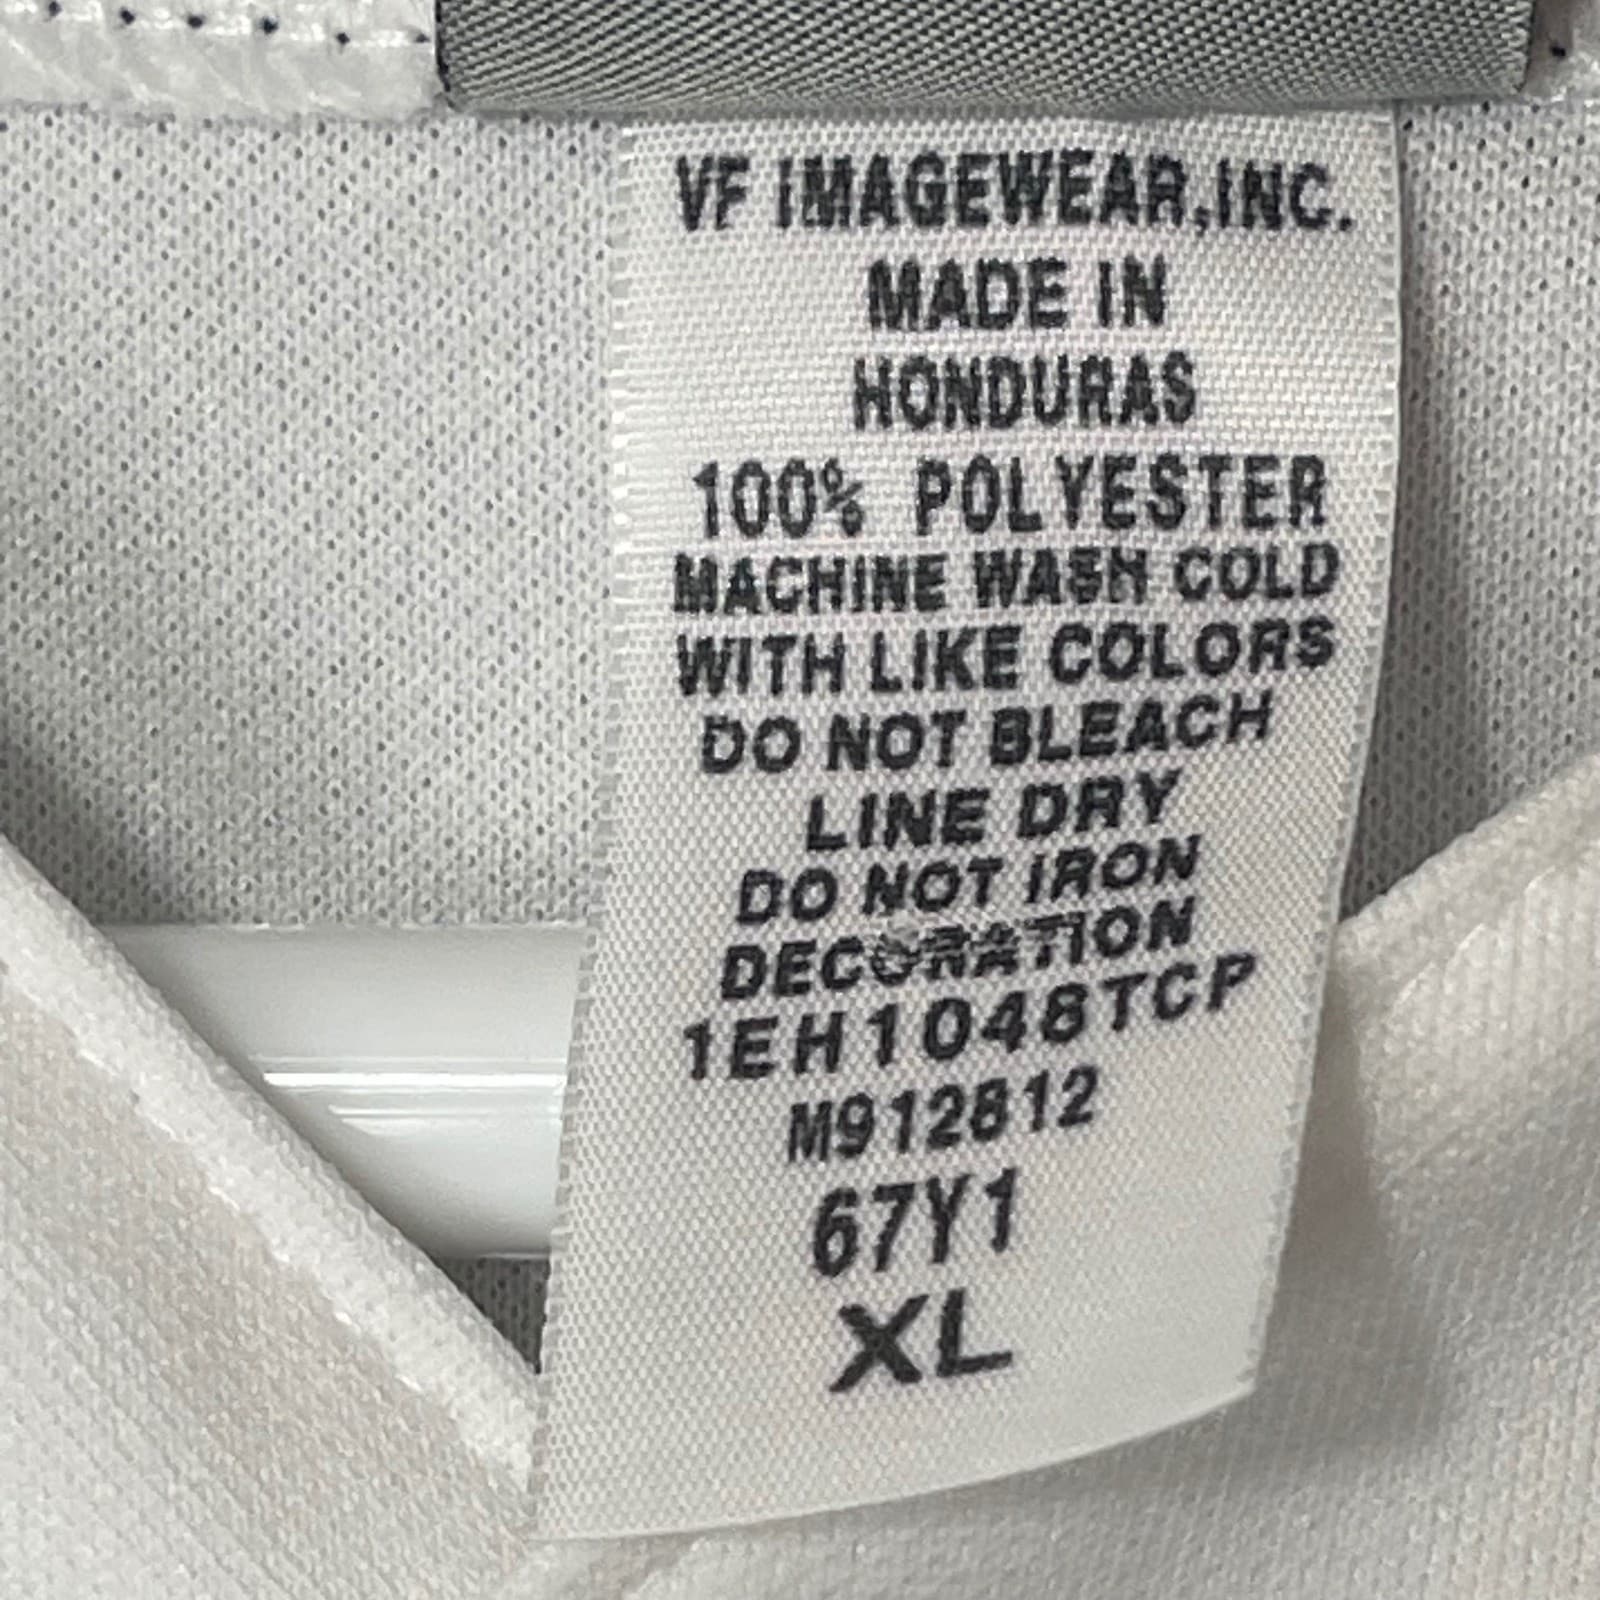 VF IMAGEWEAR,INC.
MADE IN
HONDURAS
100% POLYESTER
MACHINE WASH COLD
WITH LIKE COLORS
DO NOT BLEACH
LINE DRY
DO NOT IRON
DECORATION
1EH1048TCP
M912812
67Y1
XL